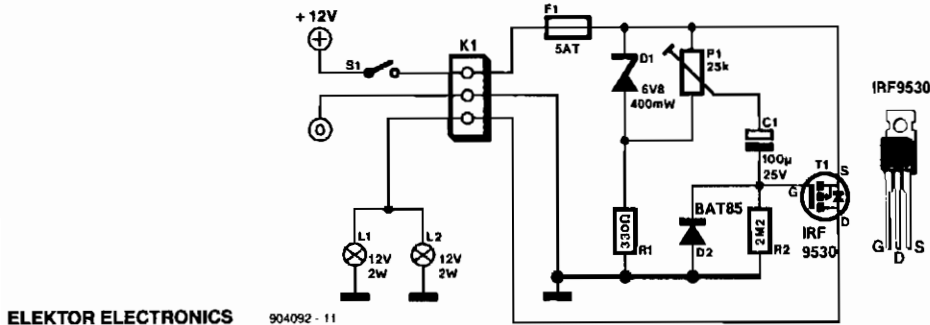 F1
+ 12V
K1
5AT
S1
D1
6V8
400mW
P1
25k
IRF9530
C1
100µ
25V
T1
S
G
D
BAT85
IRF
9530
330Ω
R1
D2
2M2
R2
L1
12V
2W
L2
12V
2W
G
D
S
ELEKTOR ELECTRONICS
904092 - 11